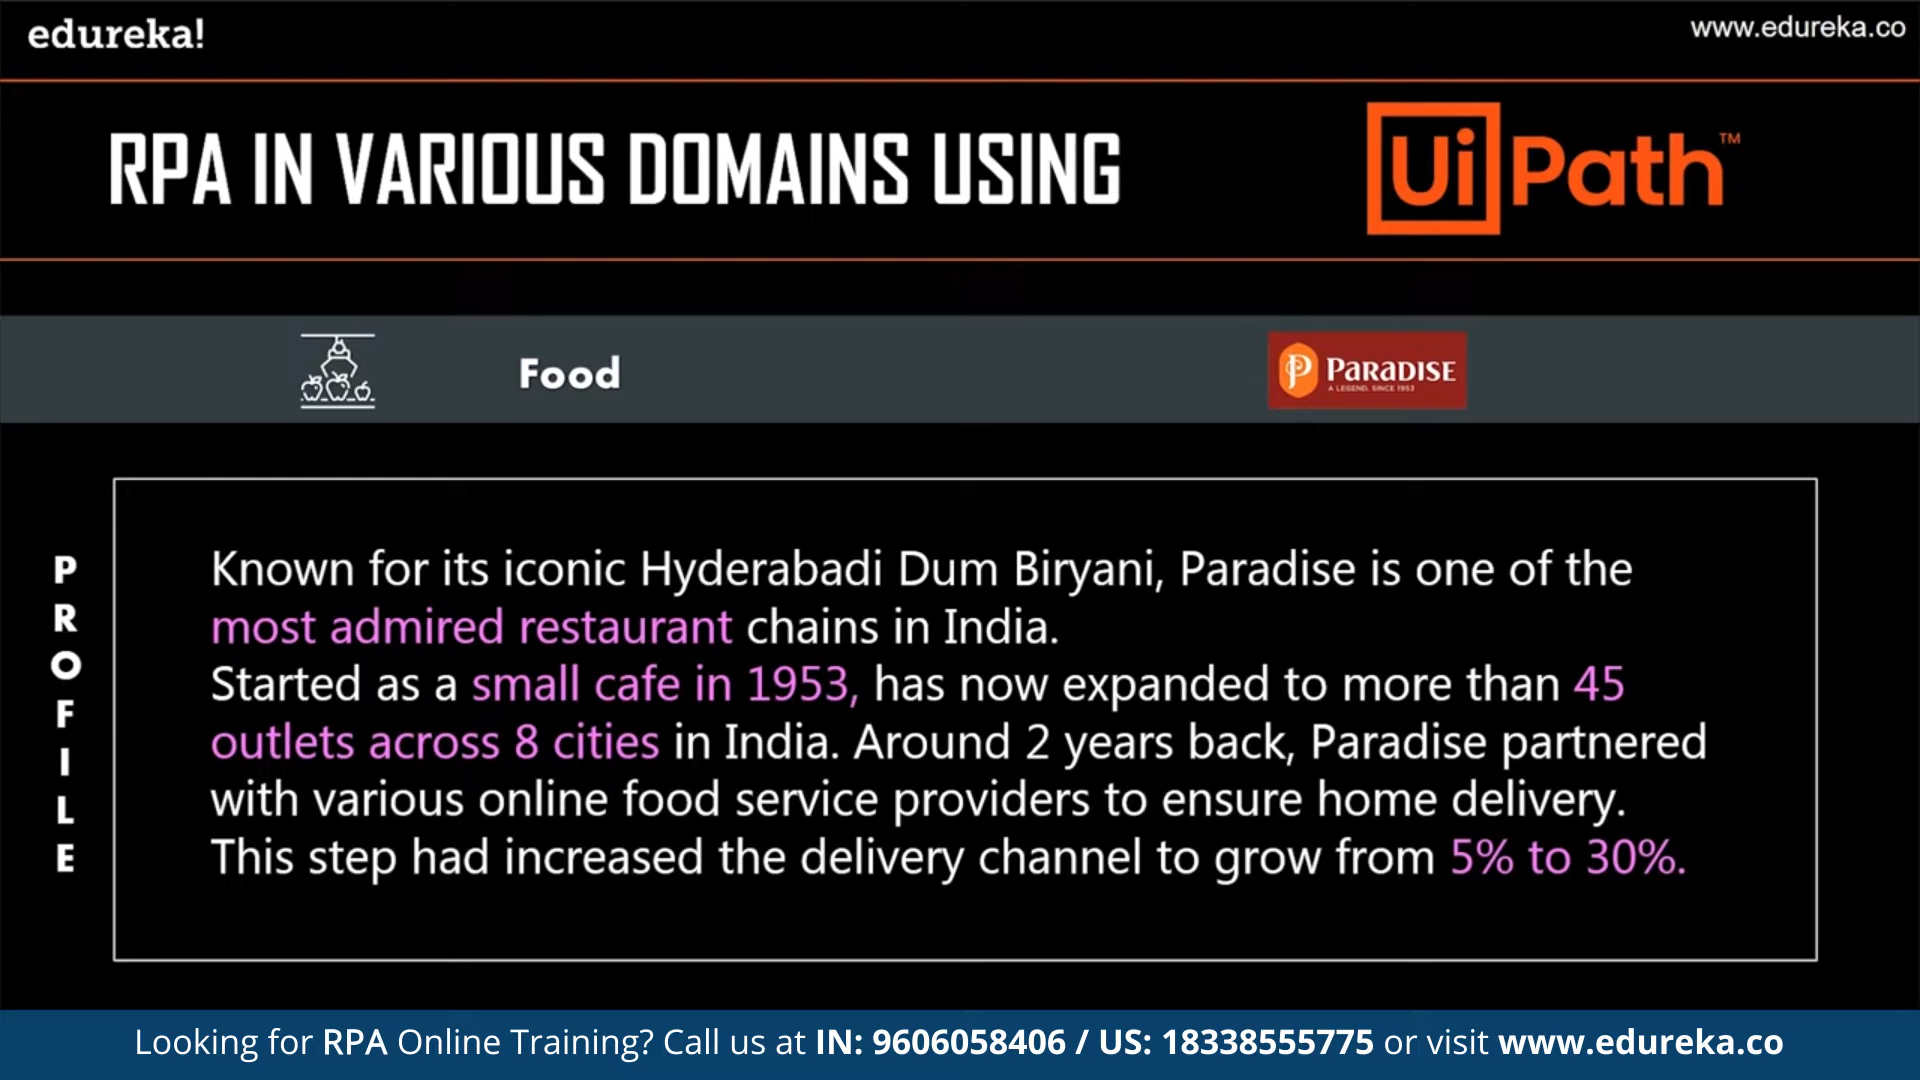 edureka!
www.edureka.co
RPA IN VARIOUS DOMAINS USING
UiPath™
Food
P PARADISE
A LEGEND. SINCE 1953
PROFILE
Known for its iconic Hyderabadi Dum Biryani, Paradise is one of the
most admired restaurant chains in India.
Started as a small cafe in 1953, has now expanded to more than 45
outlets across 8 cities in India. Around 2 years back, Paradise partnered
with various online food service providers to ensure home delivery.
This step had increased the delivery channel to grow from 5% to 30%.
Looking for RPA Online Training? Call us at IN: 9606058406 / US: 18338555775 or visit www.edureka.co